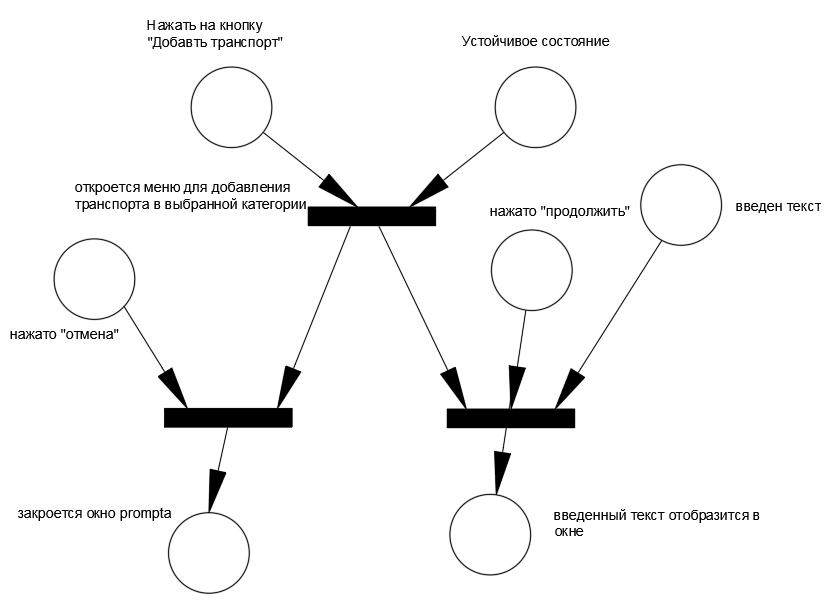 Нажать на кнопку
"Добавть транспорт"
Устойчивое состояние
откроется меню для добавления
транспорта в выбранной категории
нажато "продолжить"
введен текст
нажато "отмена"
закроется окно prompta
введенный текст отобразится в
окне